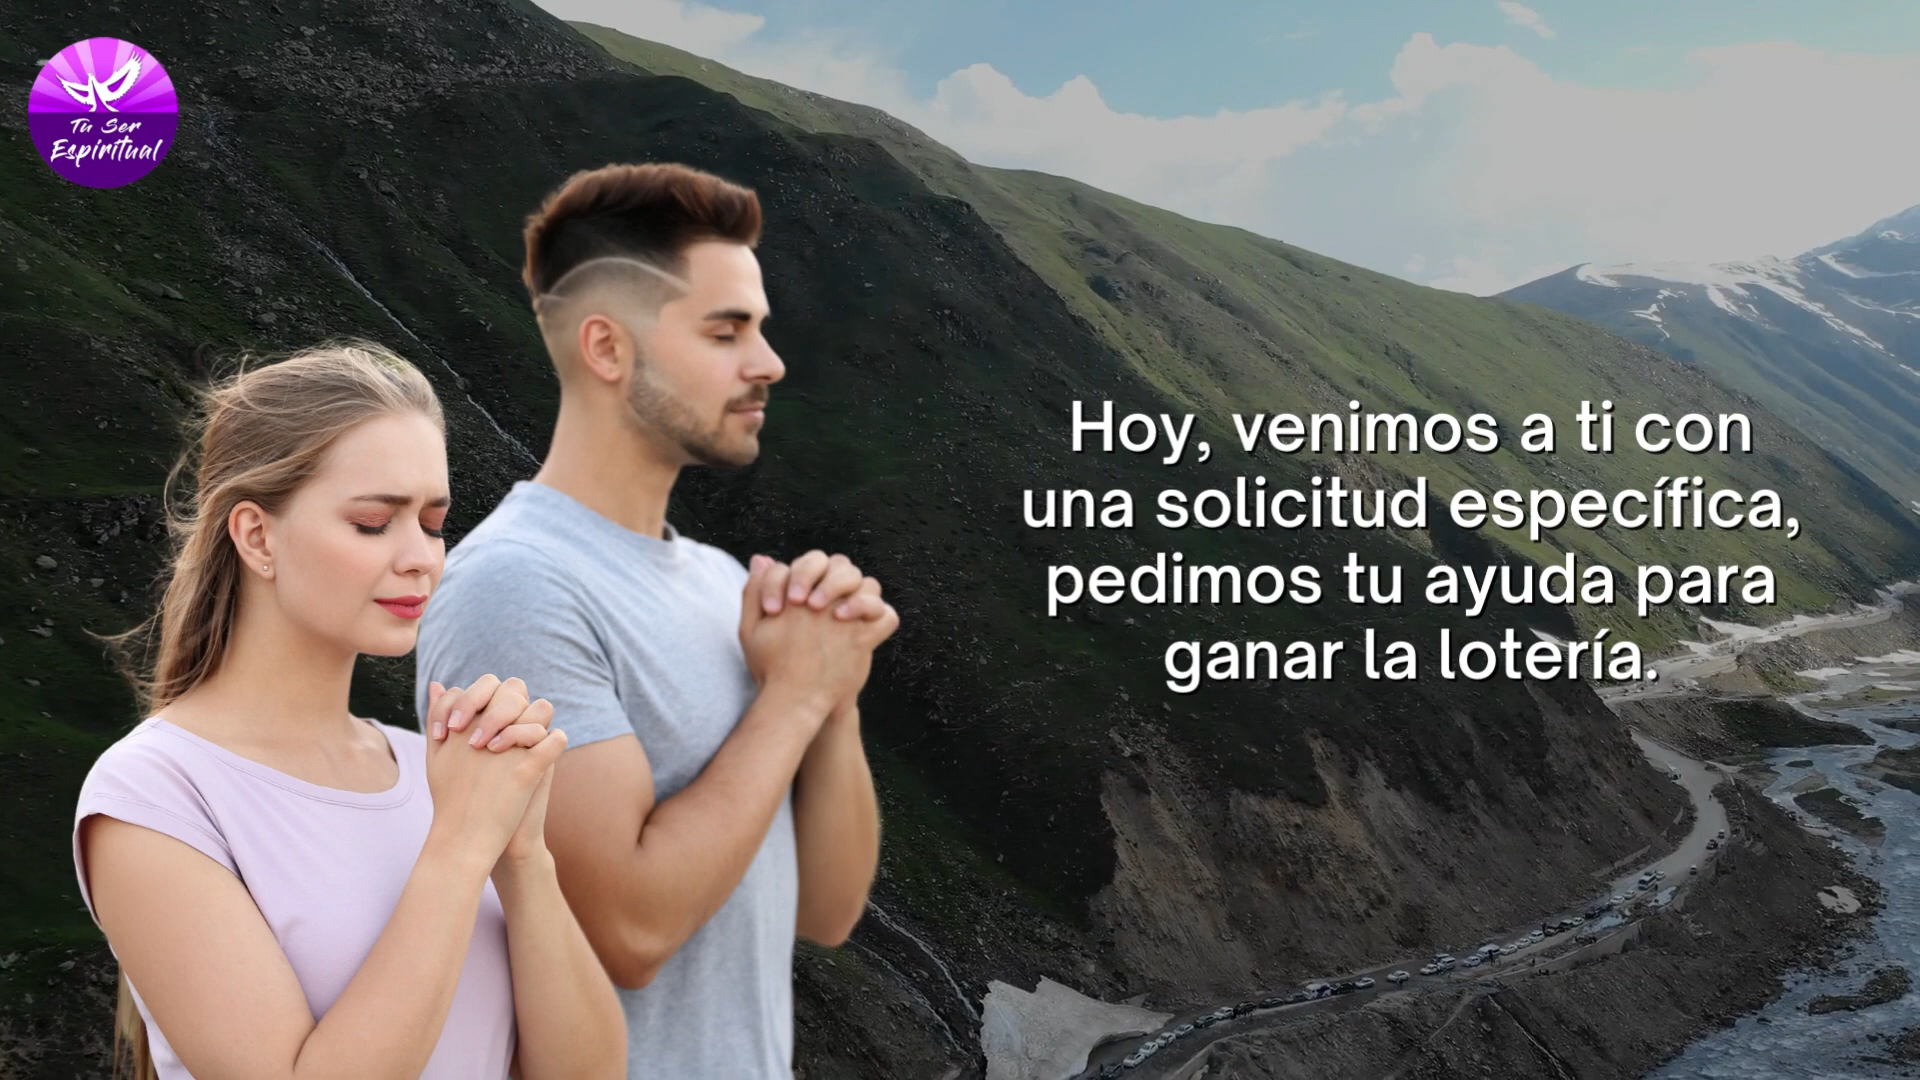 Tu Ser
Espiritual
Hoy, venimos a ti con
una solicitud específica,
pedimos tu ayuda para
ganar la lotería.